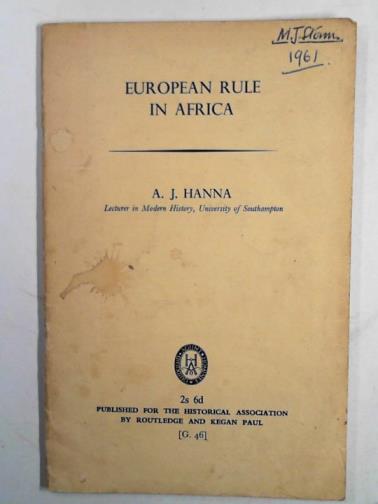 1961
EUROPEAN RULE
IN AFRICA
A. J. HANNA
Lecturer in Modern History, University of Southampton
2s 6d
PUBLISHED FOR THE HISTORICAL ASSOCIATION
BY ROUTLEDGE AND KEGAN PAUL
[G. 46]